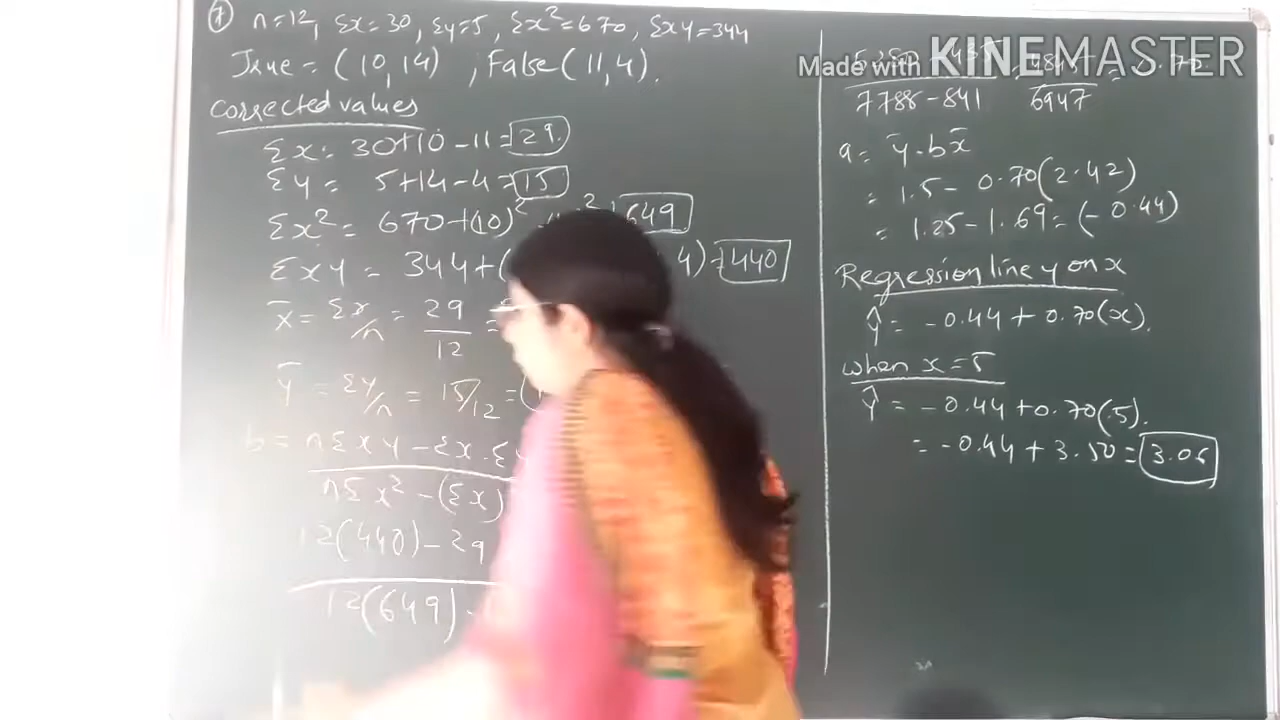 7 n=12, Σx=30, Σy=5, Σx²=670, Σxy=344
True = (10,14) , False (11,4).
corrected values
Σx = 30+10-11=29.
Σy = 5+14-4=15
Σx² = 670+(10)² 649
Σxy = 344+( 4)=440
x̄ = Σx/n = 29/12 =
ȳ = Σy/n = 15/12 = (1
b = nΣxy - Σx.Σy
nΣx² - (Σx)
12(440) - 29
12(649) -
Made with KINEMASTER
7788-841 6947
a = ȳ - bx̄
= 1.5 - 0.70(2.42)
= 1.25 - 1.69 = (-0.44)
Regression line y on x
Ŷ = -0.44 + 0.70(x).
when x=5
Ŷ = -0.44 + 0.70(5).
= -0.44 + 3.50 = 3.06